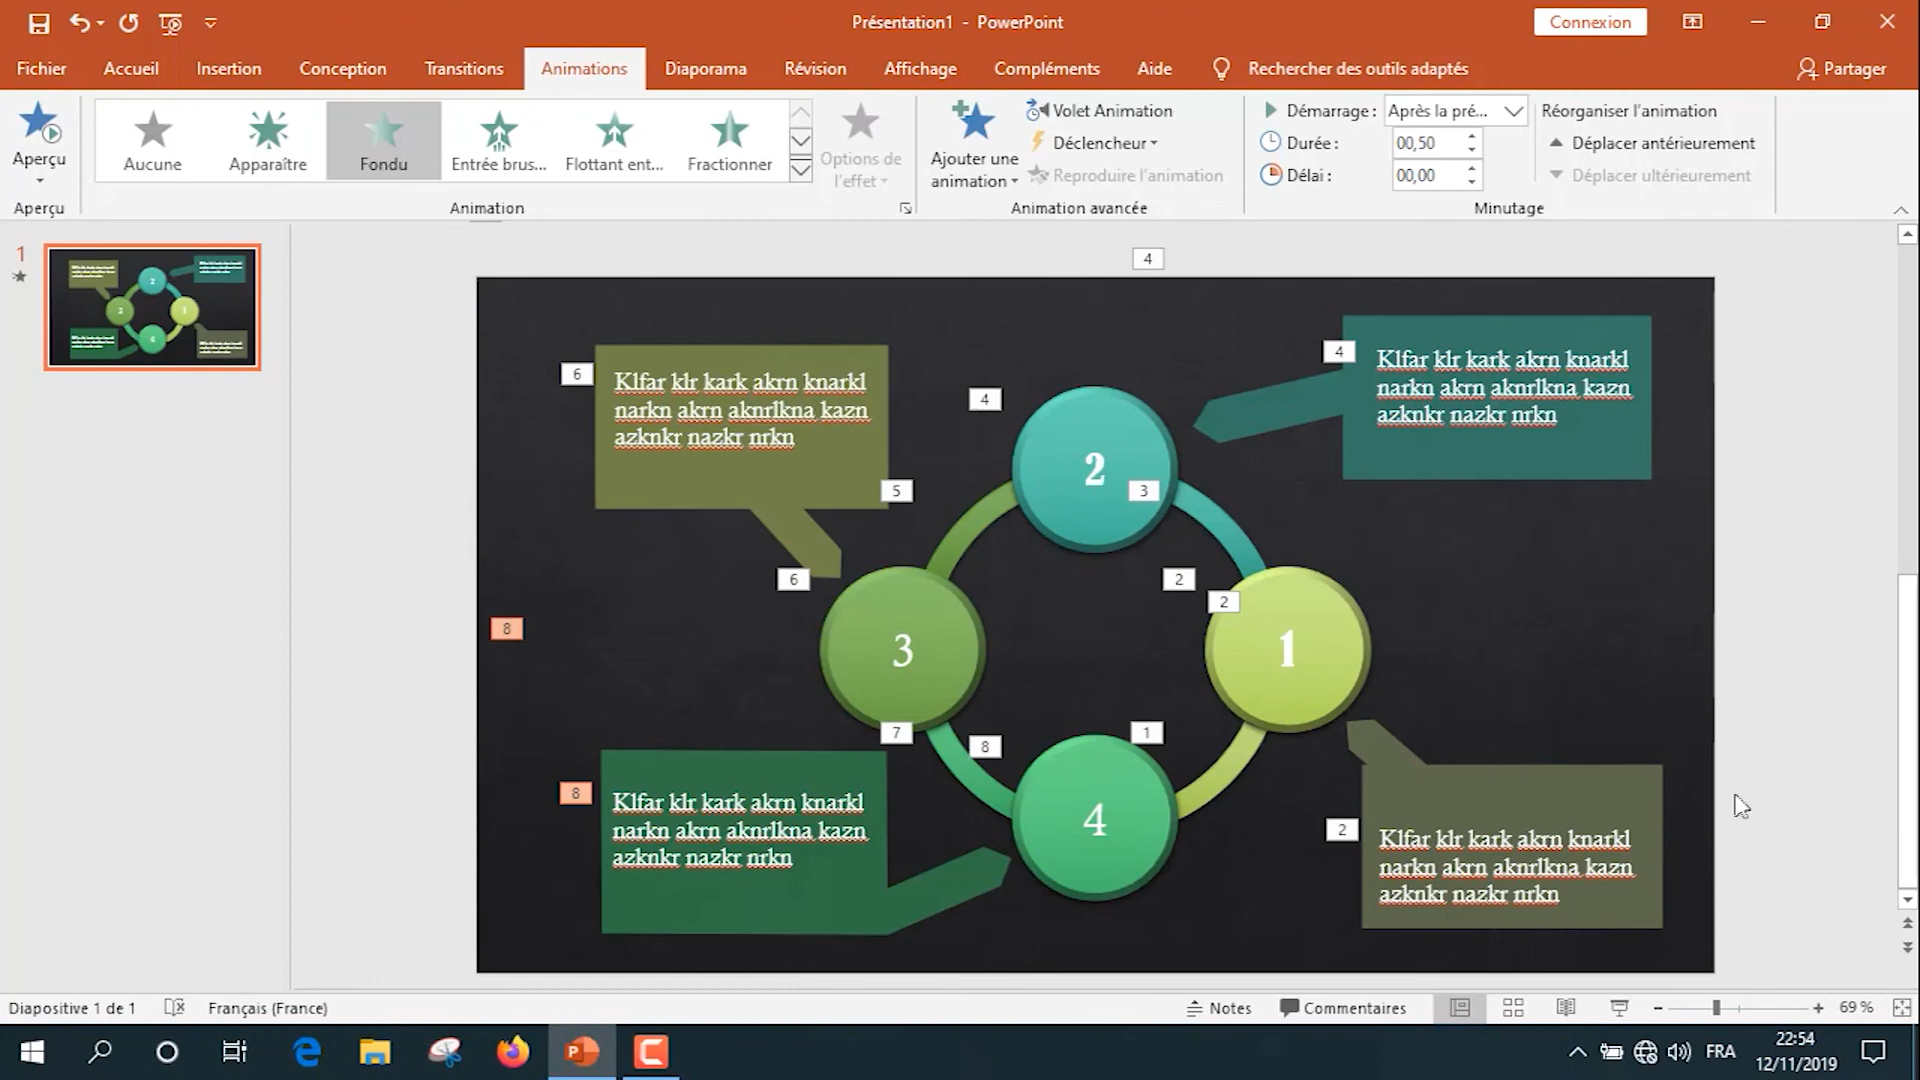 Présentation1 - PowerPoint
Connexion
Fichier
Accueil
Insertion
Conception
Transitions
Animations
Diaporama
Révision
Affichage
Compléments
Aide
Rechercher des outils adaptés
Partager
Aperçu
Aucune
Apparaître
Fondu
Entrée brus...
Flottant ent...
Fractionner
Options de
l'effet
Ajouter une
animation
Volet Animation
Déclencheur
Reproduire l'animation
Démarrage :
Après la pré...
Durée :
00,50
Délai :
00,00
Réorganiser l'animation
Déplacer antérieurement
Déplacer ultérieurement
Aperçu
Animation
Animation avancée
Minutage
1
4
6
Klfar klr kark akrn knarkl
narkn akrn aknrlkna kazn
azknkr nazkr nrkn
5
4
2
3
4
Klfar klr kark akrn knarkl
narkn akrn aknrlkna kazn
azknkr nazkr nrkn
6
3
8
2
2
1
7
8
1
4
8
Klfar klr kark akrn knarkl
narkn akrn aknrlkna kazn
azknkr nazkr nrkn
2
Klfar klr kark akrn knarkl
narkn akrn aknrlkna kazn
azknkr nazkr nrkn
Diapositive 1 de 1
Français (France)
Notes
Commentaires
69 %
FRA
22:54
12/11/2019